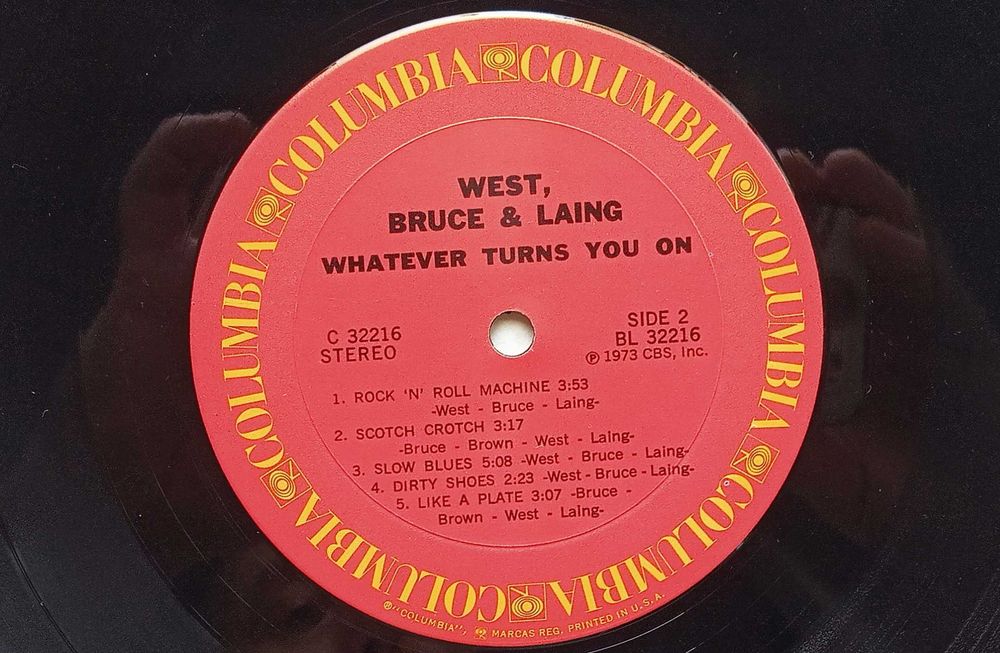 COLUMBIA COLUMBIA COLUMBIA COLUMBIA COLUMBIA COLUMBIA
WEST,
BRUCE & LAING
WHATEVER TURNS YOU ON
C 32216
STEREO
SIDE 2
BL 32216
℗ 1973 CBS, Inc.
1. ROCK 'N' ROLL MACHINE 3:53
-West - Bruce - Laing-
2. SCOTCH CROTCH 3:17
-Bruce - Brown - West - Laing-
3. SLOW BLUES 5:08 -West - Bruce - Laing-
4. DIRTY SHOES 2:23 -West - Bruce - Laing-
5. LIKE A PLATE 3:07 -Bruce -
Brown - West - Laing-
®"COLUMBIA", MARCAS REG. PRINTED IN U.S.A.